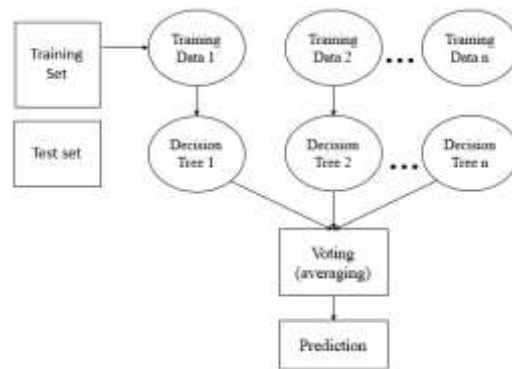 Training
Set
Training
Data 1
Training
Data 2
...
Training
Data n
Test set
Decision
Tree 1
Decision
Tree 2
...
Decision
Tree n
Voting
(averaging)
Prediction